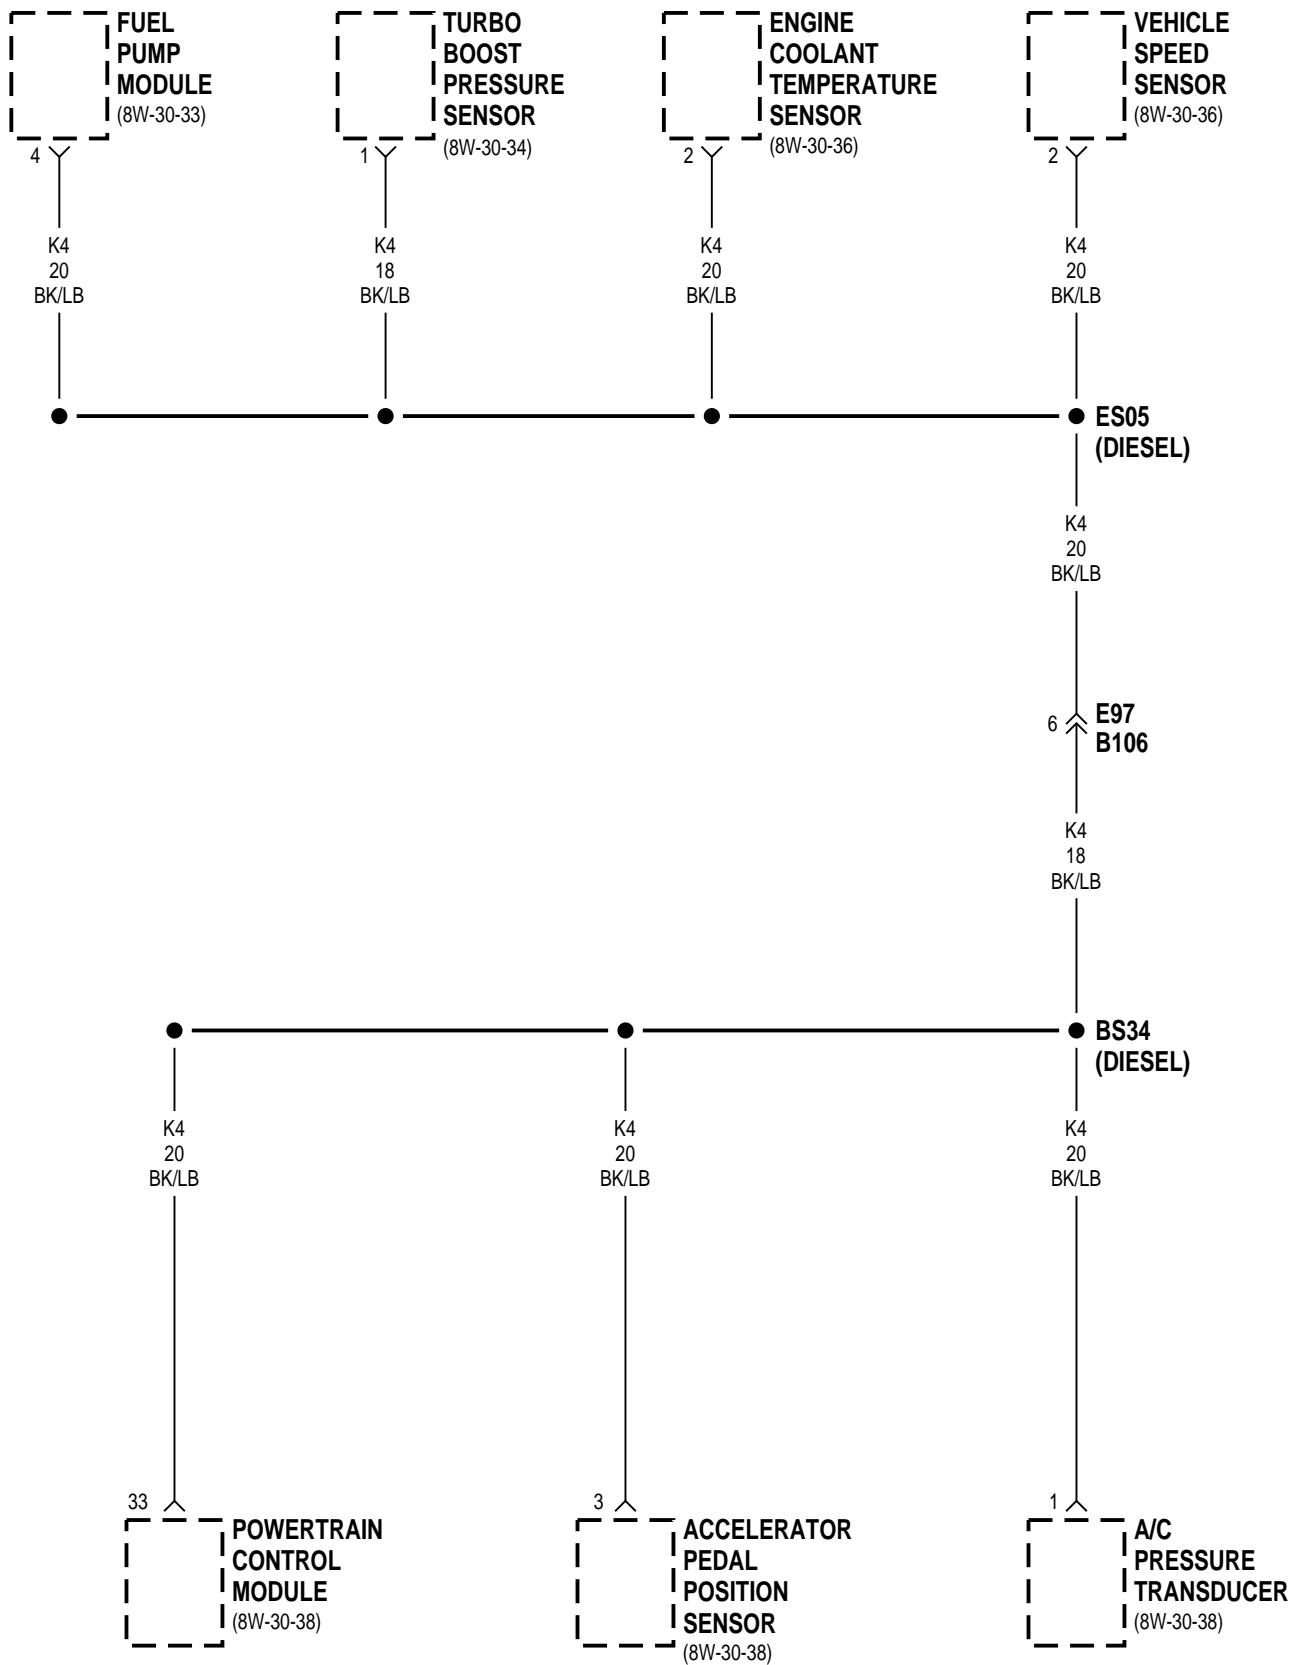 FUEL
PUMP
MODULE
(8W-30-33)
TURBO
BOOST
PRESSURE
SENSOR
(8W-30-34)
ENGINE
COOLANT
TEMPERATURE
SENSOR
(8W-30-36)
VEHICLE
SPEED
SENSOR
(8W-30-36)
4
1
2
2
K4
20
BK/LB
K4
18
BK/LB
K4
20
BK/LB
K4
20
BK/LB
ES05
(DIESEL)
K4
20
BK/LB
6
E97
B106
K4
18
BK/LB
BS34
(DIESEL)
K4
20
BK/LB
K4
20
BK/LB
K4
20
BK/LB
33
3
1
POWERTRAIN
CONTROL
MODULE
(8W-30-38)
ACCELERATOR
PEDAL
POSITION
SENSOR
(8W-30-38)
A/C
PRESSURE
TRANSDUCER
(8W-30-38)